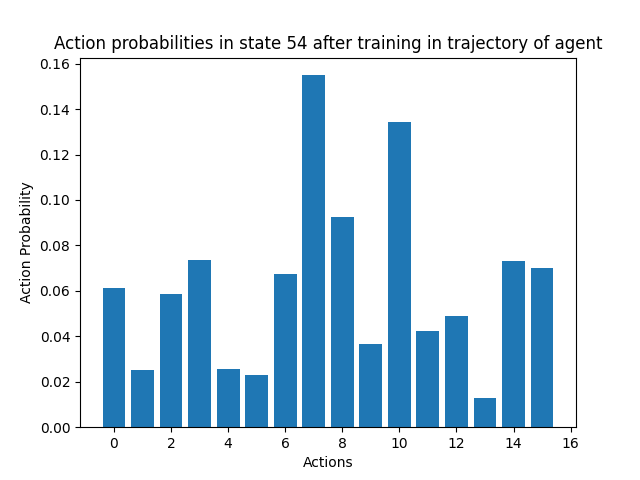 Action probabilities in state 54 after training in trajectory of agent
0.16
0.14
0.12
0.10
0.08
0.06
0.04
0.02
0.00
Action Probability
0 2 4 6 8 10 12 14 16
Actions